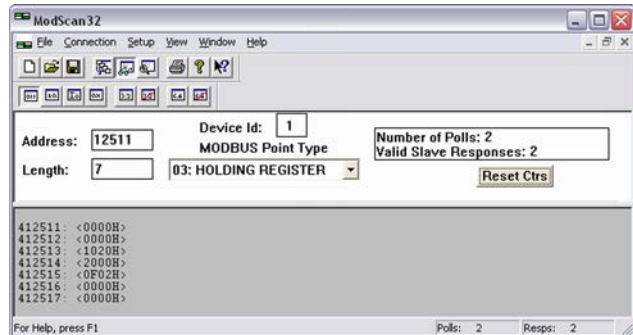 ModScan32
File Connection Setup View Window Help
Address: 12511
Device Id: 1
MODBUS Point Type
Length: 7
03: HOLDING REGISTER
Number of Polls: 2
Valid Slave Responses: 2
Reset Ctrs
412511: <0000H>
412512: <0000H>
412513: <1020H>
412514: <2000H>
412515: <0F02H>
412516: <0000H>
412517: <0000H>
For Help, press F1
Polls: 2
Resps: 2